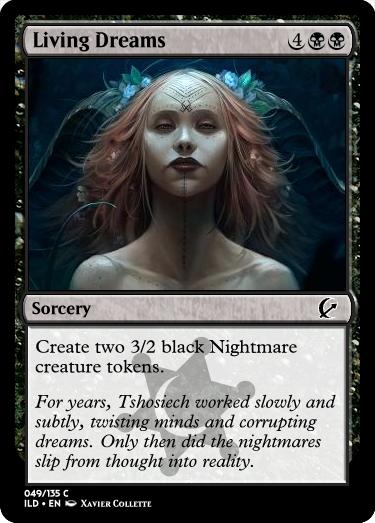 Living Dreams 4
Sorcery
Create two 3/2 black Nightmare
creature tokens.
For years, Tshosiech worked slowly and
subtly, twisting minds and corrupting
dreams. Only then did the nightmares
slip from thought into reality.
049/135 C
ILD • EN XAVIER COLLETTE